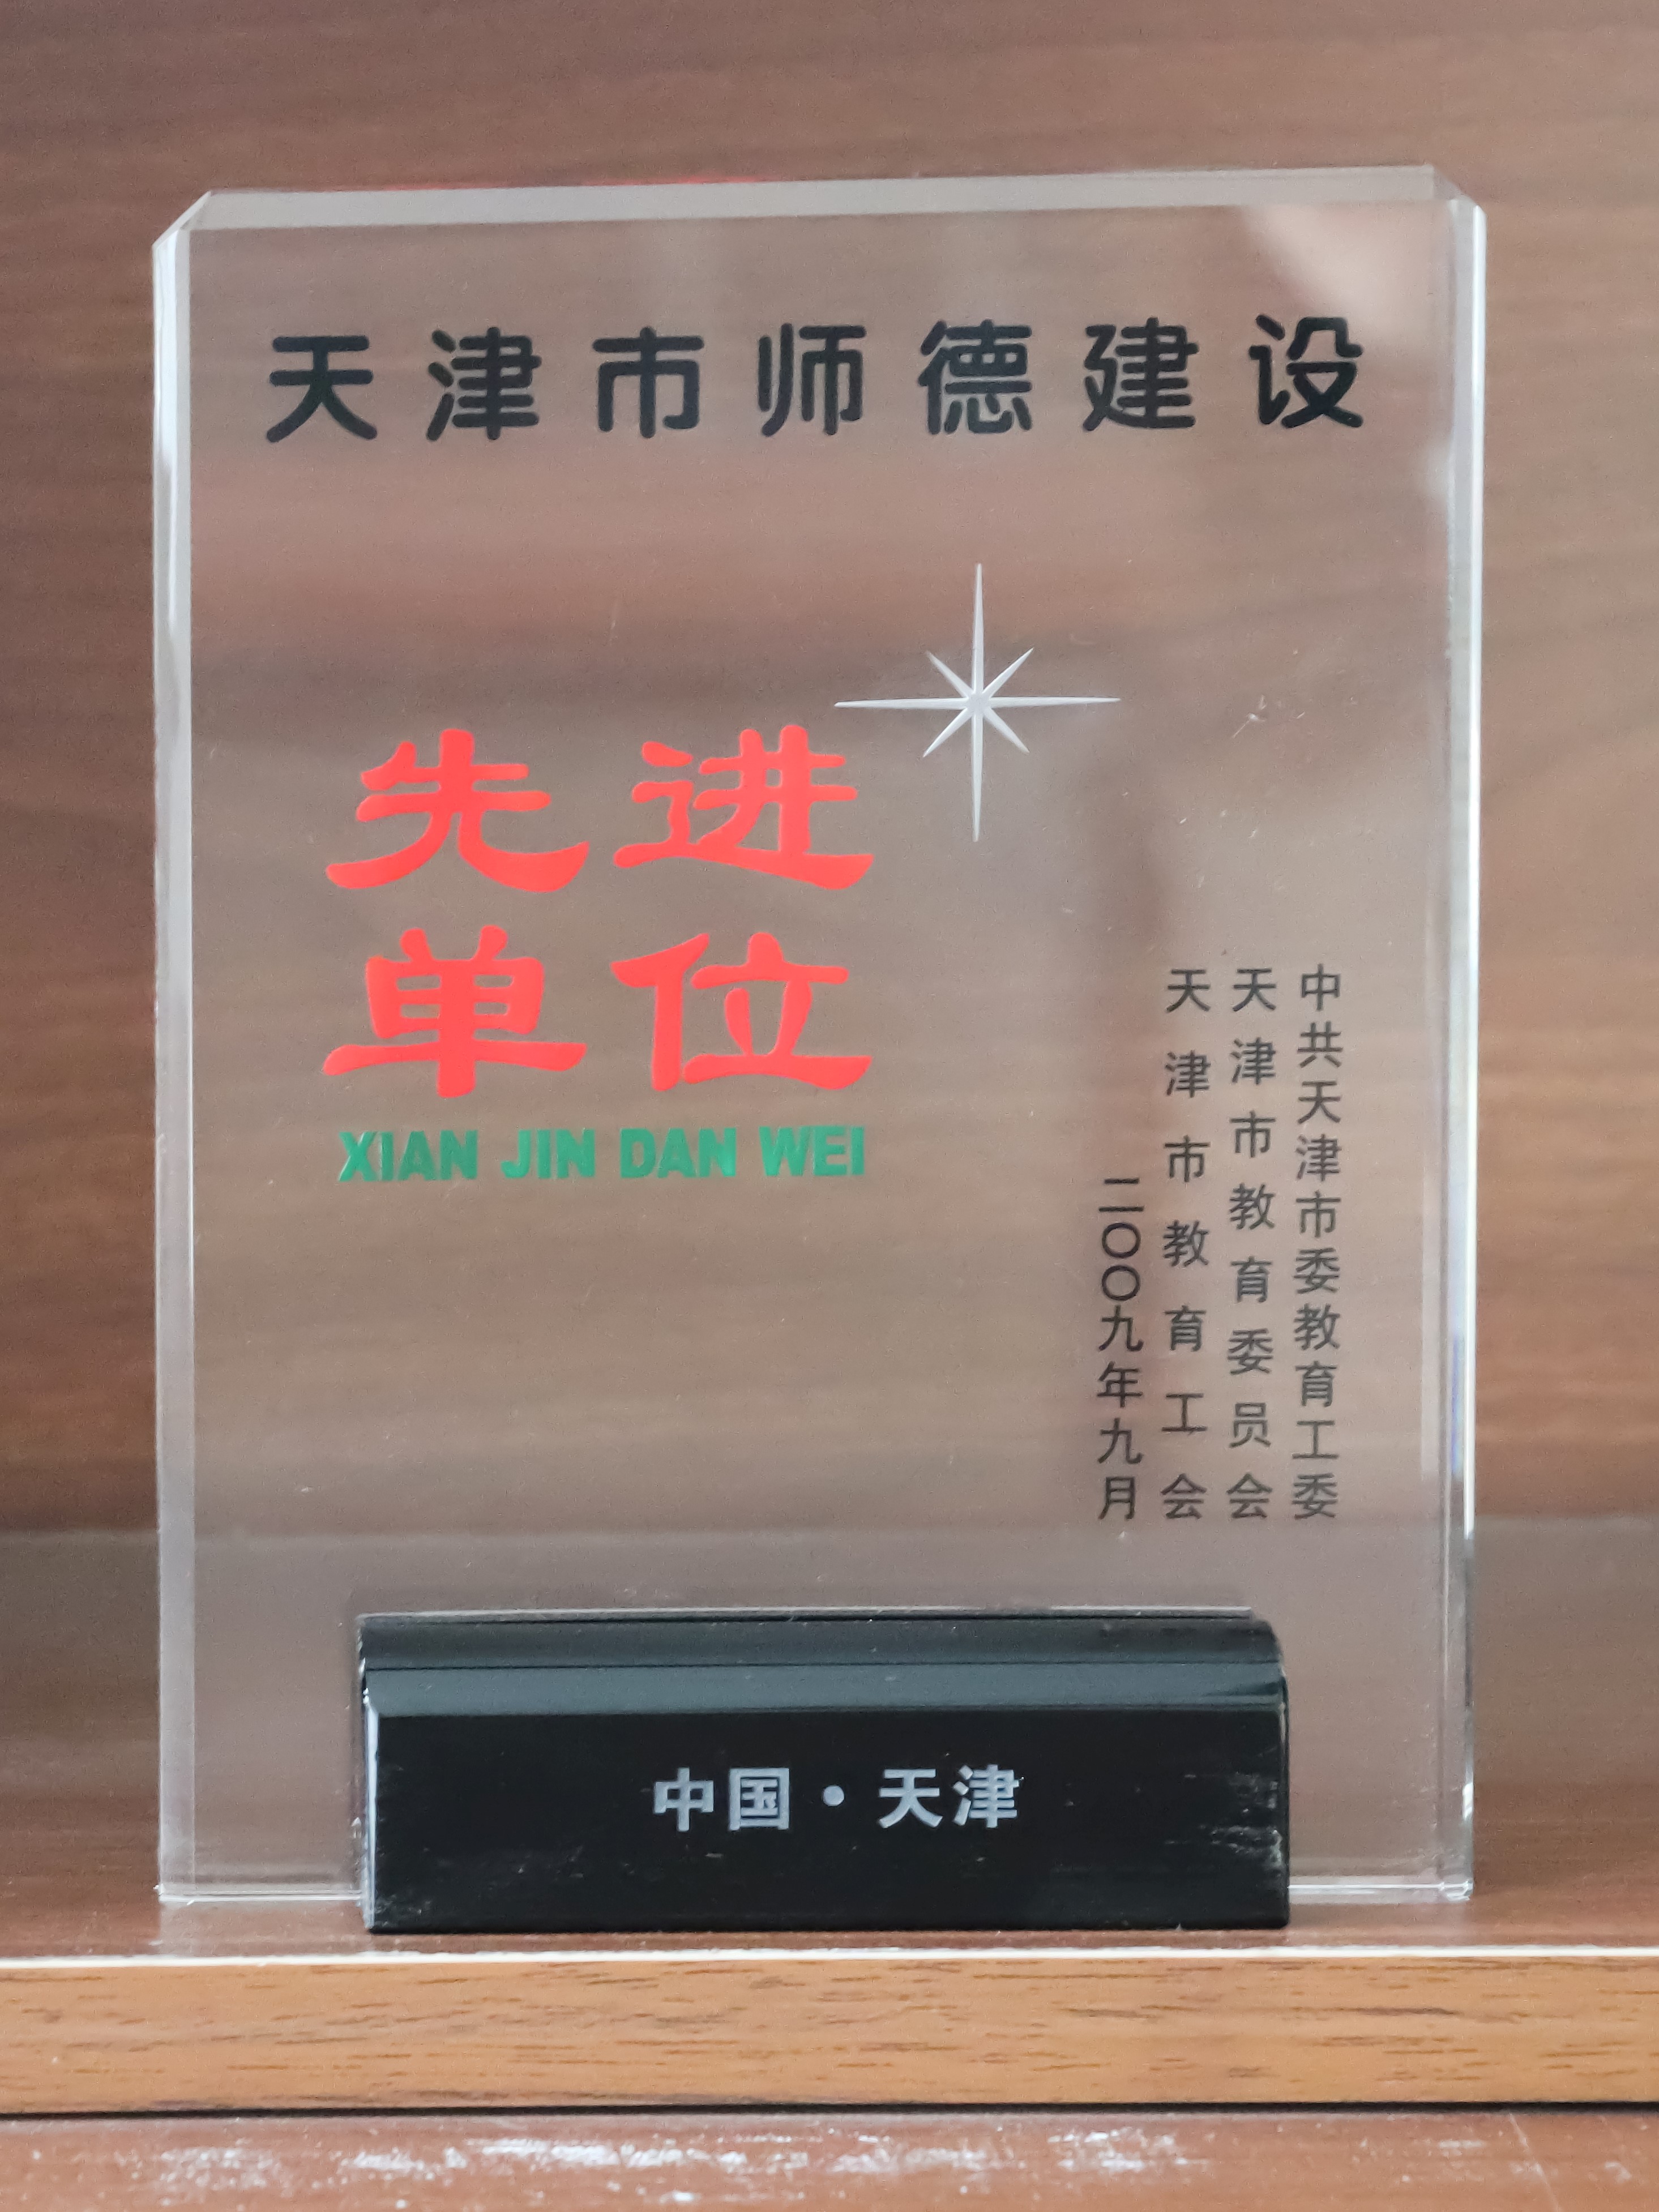 天津市师德建设
先进
单位
XIAN JIN DAN WEI
中共天津市委教育工委
天津市教育委员会
天津市教育工会
二〇〇九年九月
中国·天津